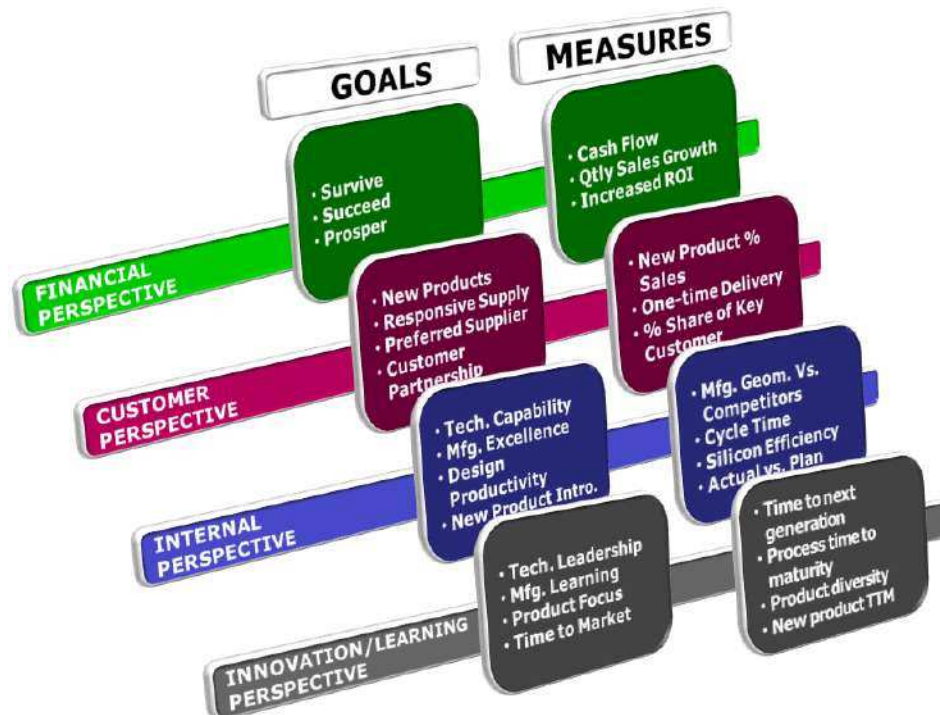 GOALS
MEASURES
FINANCIAL
PERSPECTIVE
· Survive
· Succeed
· Prosper
· Cash Flow
· Qtly Sales Growth
· Increased ROI
CUSTOMER
PERSPECTIVE
· New Products
· Responsive Supply
· Preferred Supplier
· Customer
Partnership
· New Product %
Sales
· One-time Delivery
· % Share of Key
Customer
INTERNAL
PERSPECTIVE
· Tech. Capability
· Mfg. Excellence
· Design
Productivity
· New Product Intro.
· Mfg. Geom. Vs.
Competitors
· Cycle Time
· Silicon Efficiency
· Actual vs. Plan
INNOVATION/LEARNING
PERSPECTIVE
· Tech. Leadership
· Mfg. Learning
· Product Focus
· Time to Market
· Time to next
generation
· Process time to
maturity
· Product diversity
· New product TTM